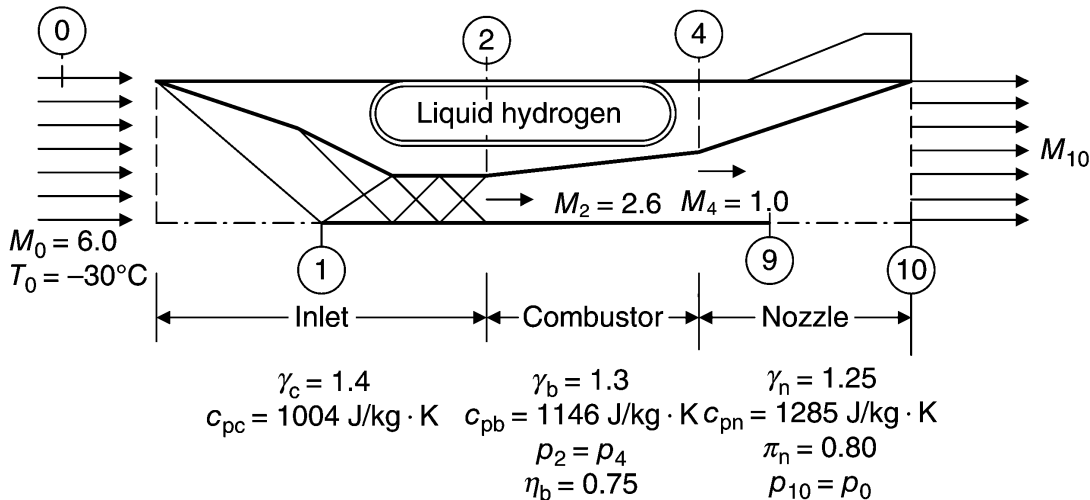 0
2
4
Liquid hydrogen
M₁₀
M₂ = 2.6 M₄ = 1.0
M₀ = 6.0
T₀ = –30°C
1
9
10
Inlet Combustor Nozzle
γc = 1.4 γb = 1.3 γn = 1.25
cpc = 1004 J/kg · K cpb = 1146 J/kg · K cpn = 1285 J/kg · K
p₂ = p₄ πn = 0.80
ηb = 0.75 p₁₀ = p₀